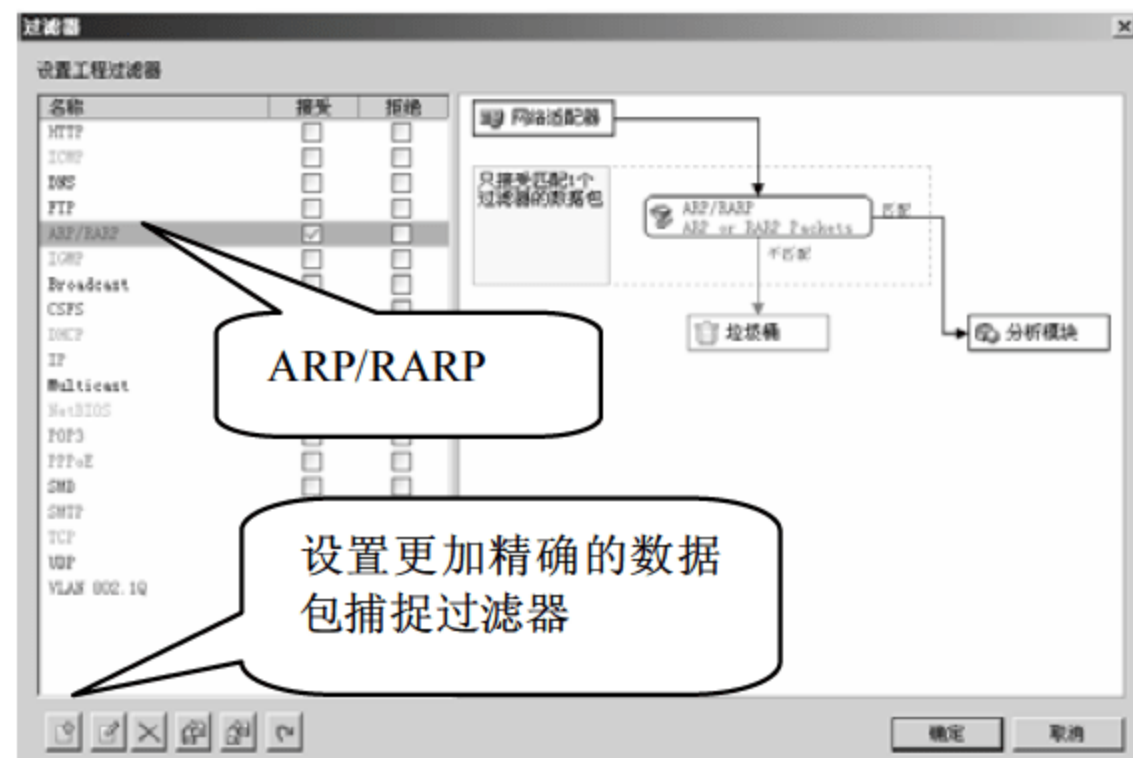 过滤器
设置工程过滤器
名称 接受 拒绝
HTTP
ICMP
DNS
FTP
ARP/RARP
IGMP
Broadcast
CSFS
DHCP
IP
Multicast
NetBIOS
POP3
PPPoE
SMB
SMTP
TCP
UDP
VLAN 802.1Q
网络适配器
只接受匹配1个
过滤器的数据包
ARP/RARP
ARP or RARP Packets
匹配
不匹配
垃圾桶
分析模块
ARP/RARP
设置更加精确的数据
包捕捉过滤器
确定 取消